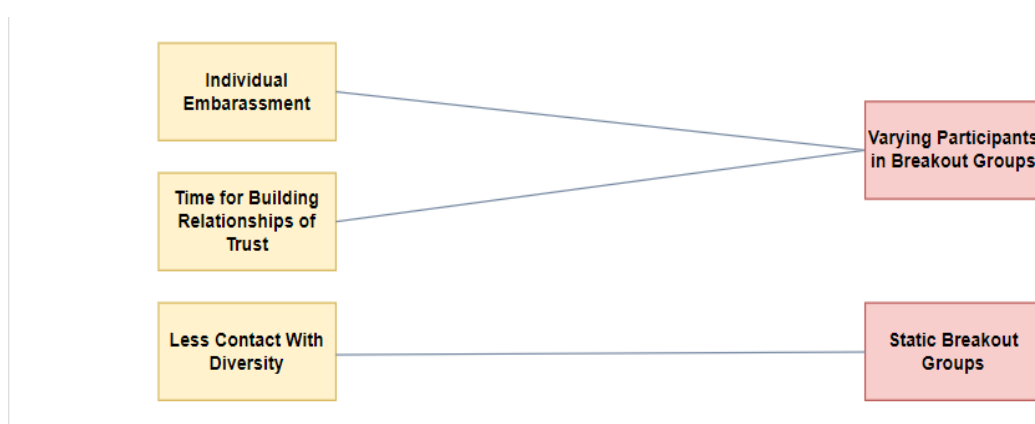 Individual
Embarassment
Varying Participants
in Breakout Groups
Time for Building
Relationships of
Trust
Less Contact With
Diversity
Static Breakout
Groups